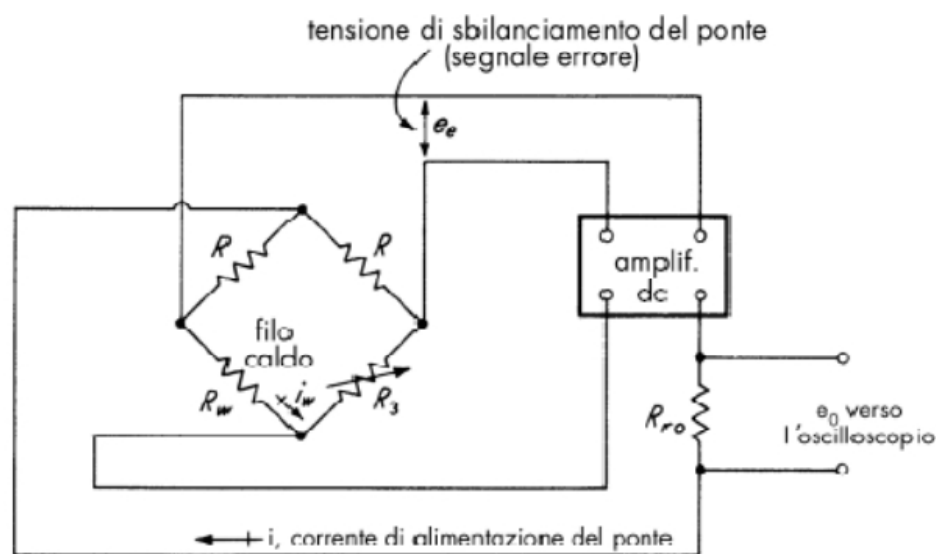 tensione di sbilanciamento del ponte
(segnale errore)
e_e
R R
amplif.
dc
filo
caldo
R_w i_w R_3
R_ro
e_0 verso
l'oscilloscopio
i, corrente di alimentazione del ponte